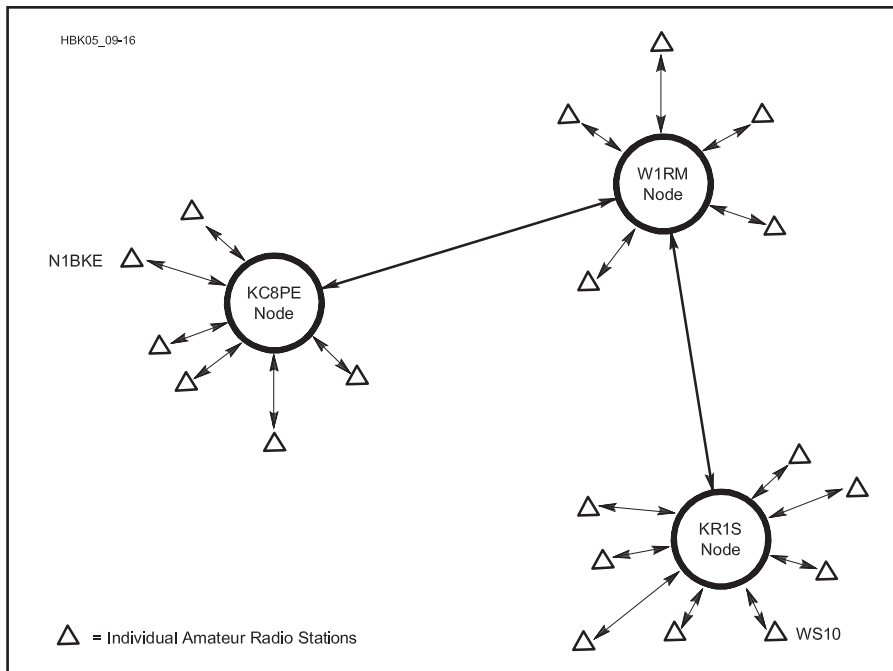 HBK05_09-16
W1RM
Node
N1BKE
KC8PE
Node
KR1S
Node
WS10
= Individual Amateur Radio Stations